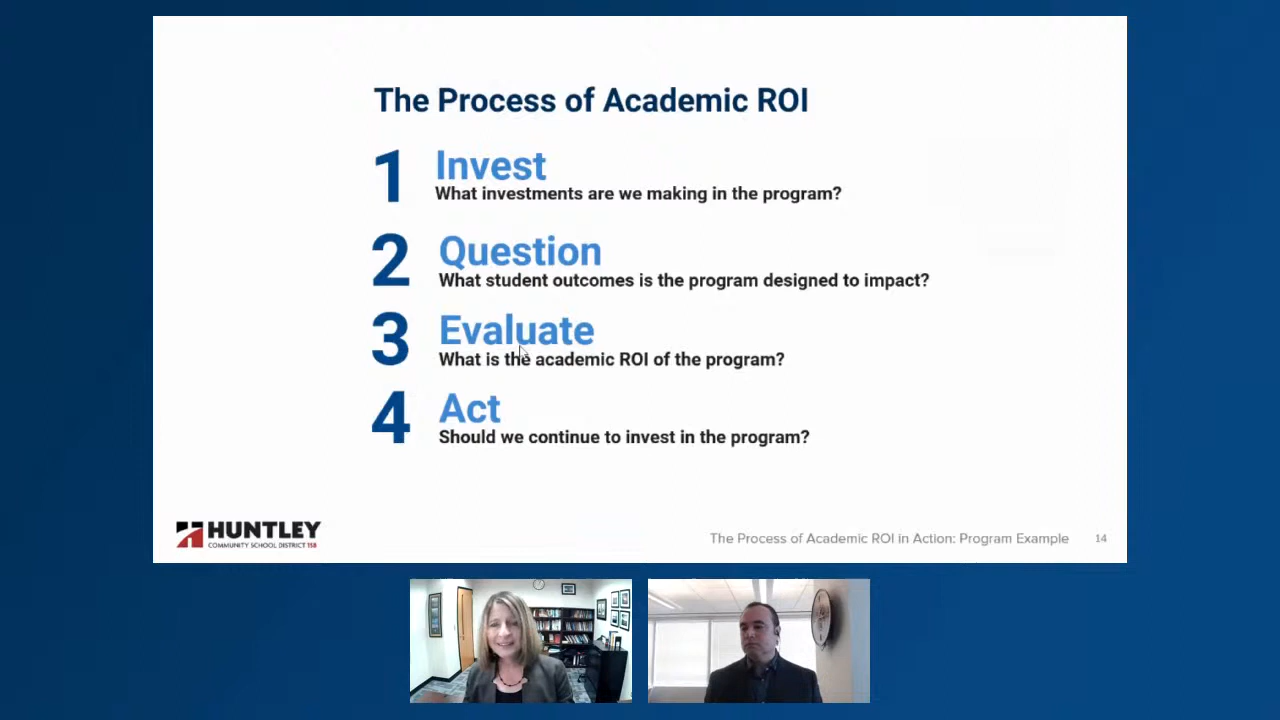 The Process of Academic ROI
1 Invest
What investments are we making in the program?
2 Question
What student outcomes is the program designed to impact?
3 Evaluate
What is the academic ROI of the program?
4 Act
Should we continue to invest in the program?
HUNTLEY
COMMUNITY SCHOOL DISTRICT 158
The Process of Academic ROI in Action: Program Example 14